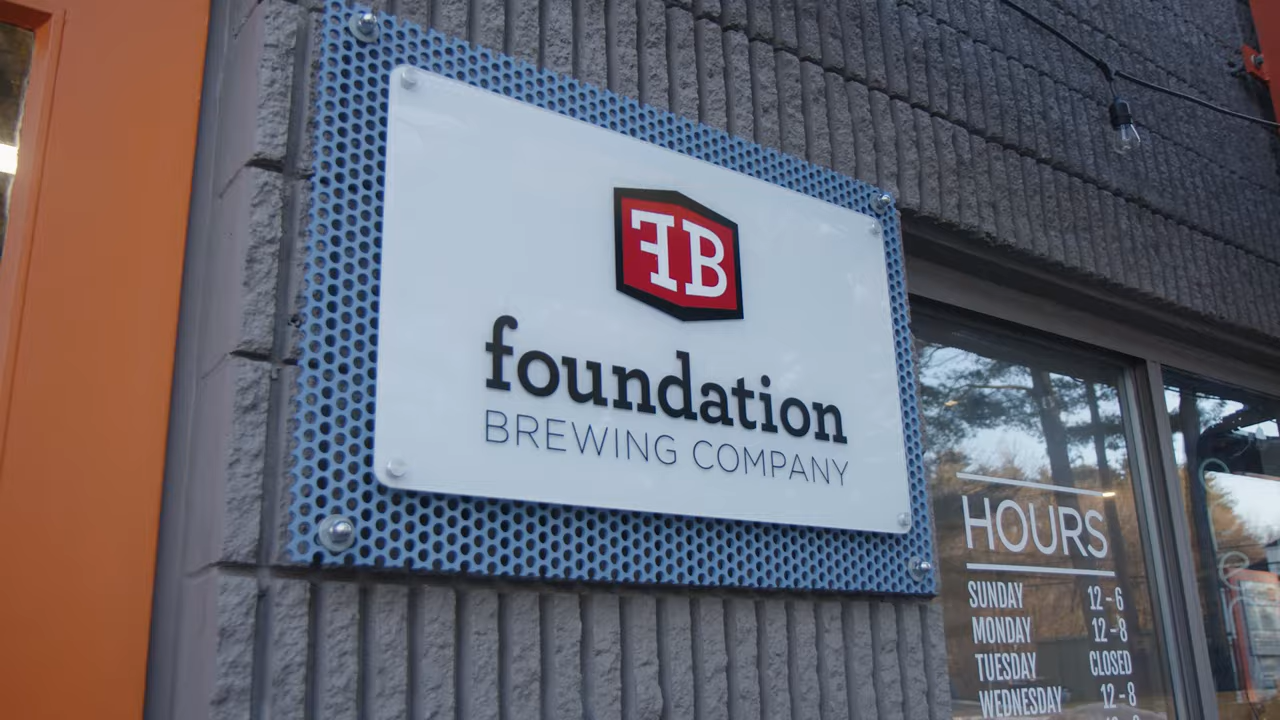 FB
foundation
BREWING COMPANY
HOURS
SUNDAY 12-6
MONDAY 12-8
TUESDAY CLOSED
WEDNESDAY 12-8